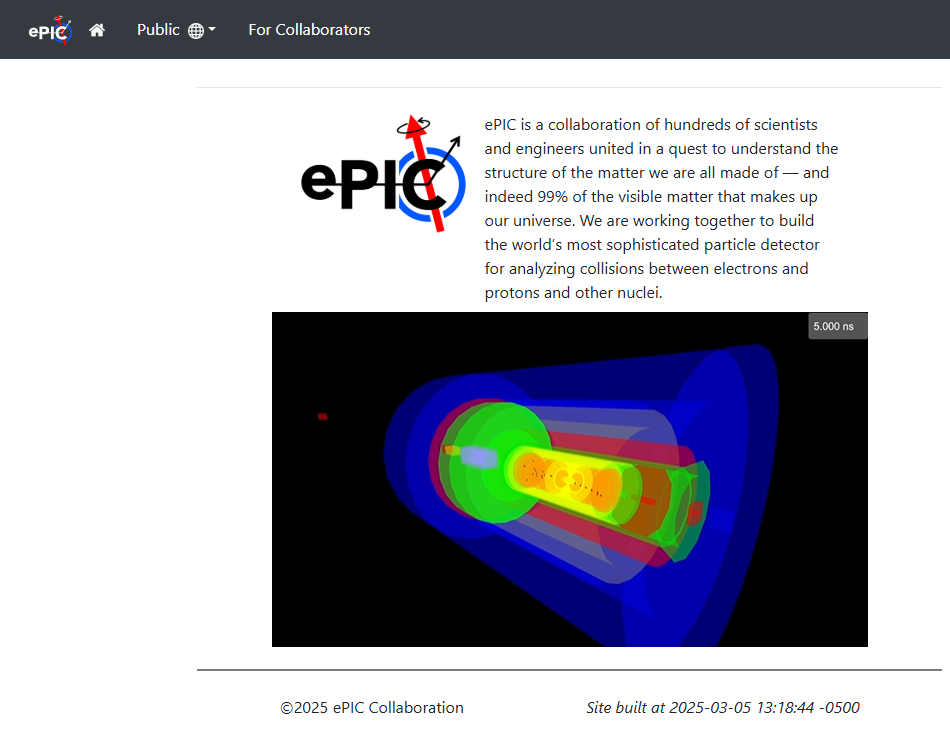 ePIC
Public
For Collaborators
ePIC
ePIC is a collaboration of hundreds of scientists
and engineers united in a quest to understand the
structure of the matter we are all made of — and
indeed 99% of the visible matter that makes up
our universe. We are working together to build
the world's most sophisticated particle detector
for analyzing collisions between electrons and
protons and other nuclei.
5.000 ns
©2025 ePIC Collaboration
Site built at 2025-03-05 13:18:44 -0500